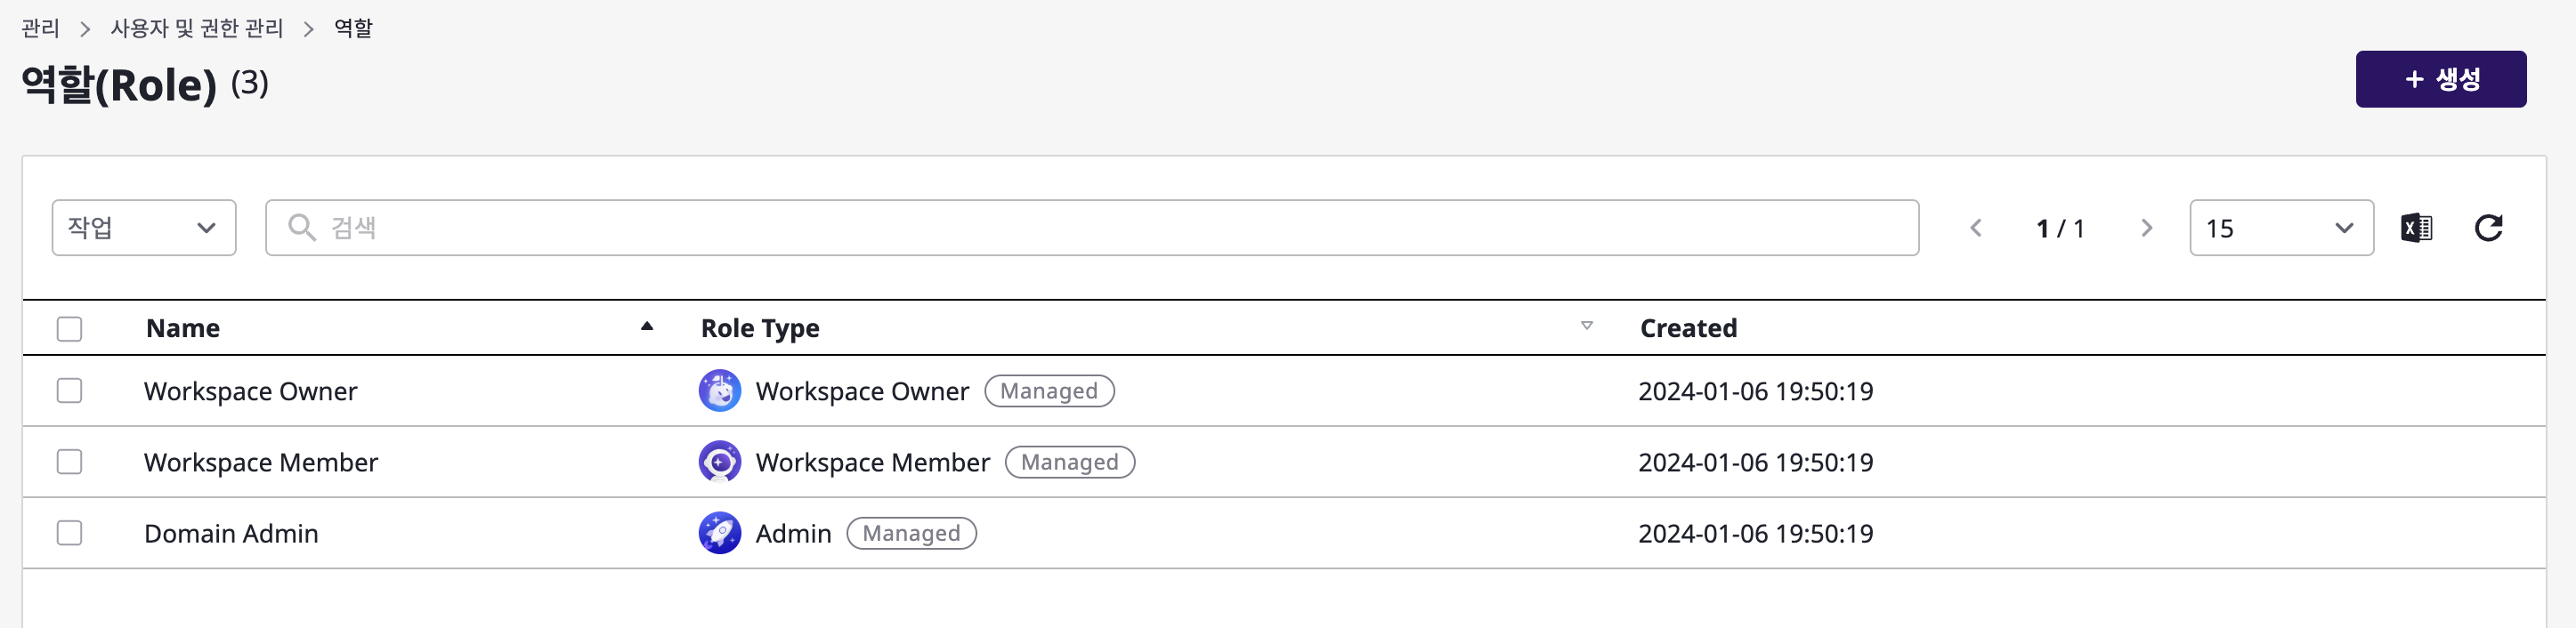 관리 > 사용자 및 권한 관리 > 역할
역할(Role) (3)
+ 생성
작업 검색 1 / 1 15
Name Role Type Created
Workspace Owner Workspace Owner Managed 2024-01-06 19:50:19
Workspace Member Workspace Member Managed 2024-01-06 19:50:19
Domain Admin Admin Managed 2024-01-06 19:50:19